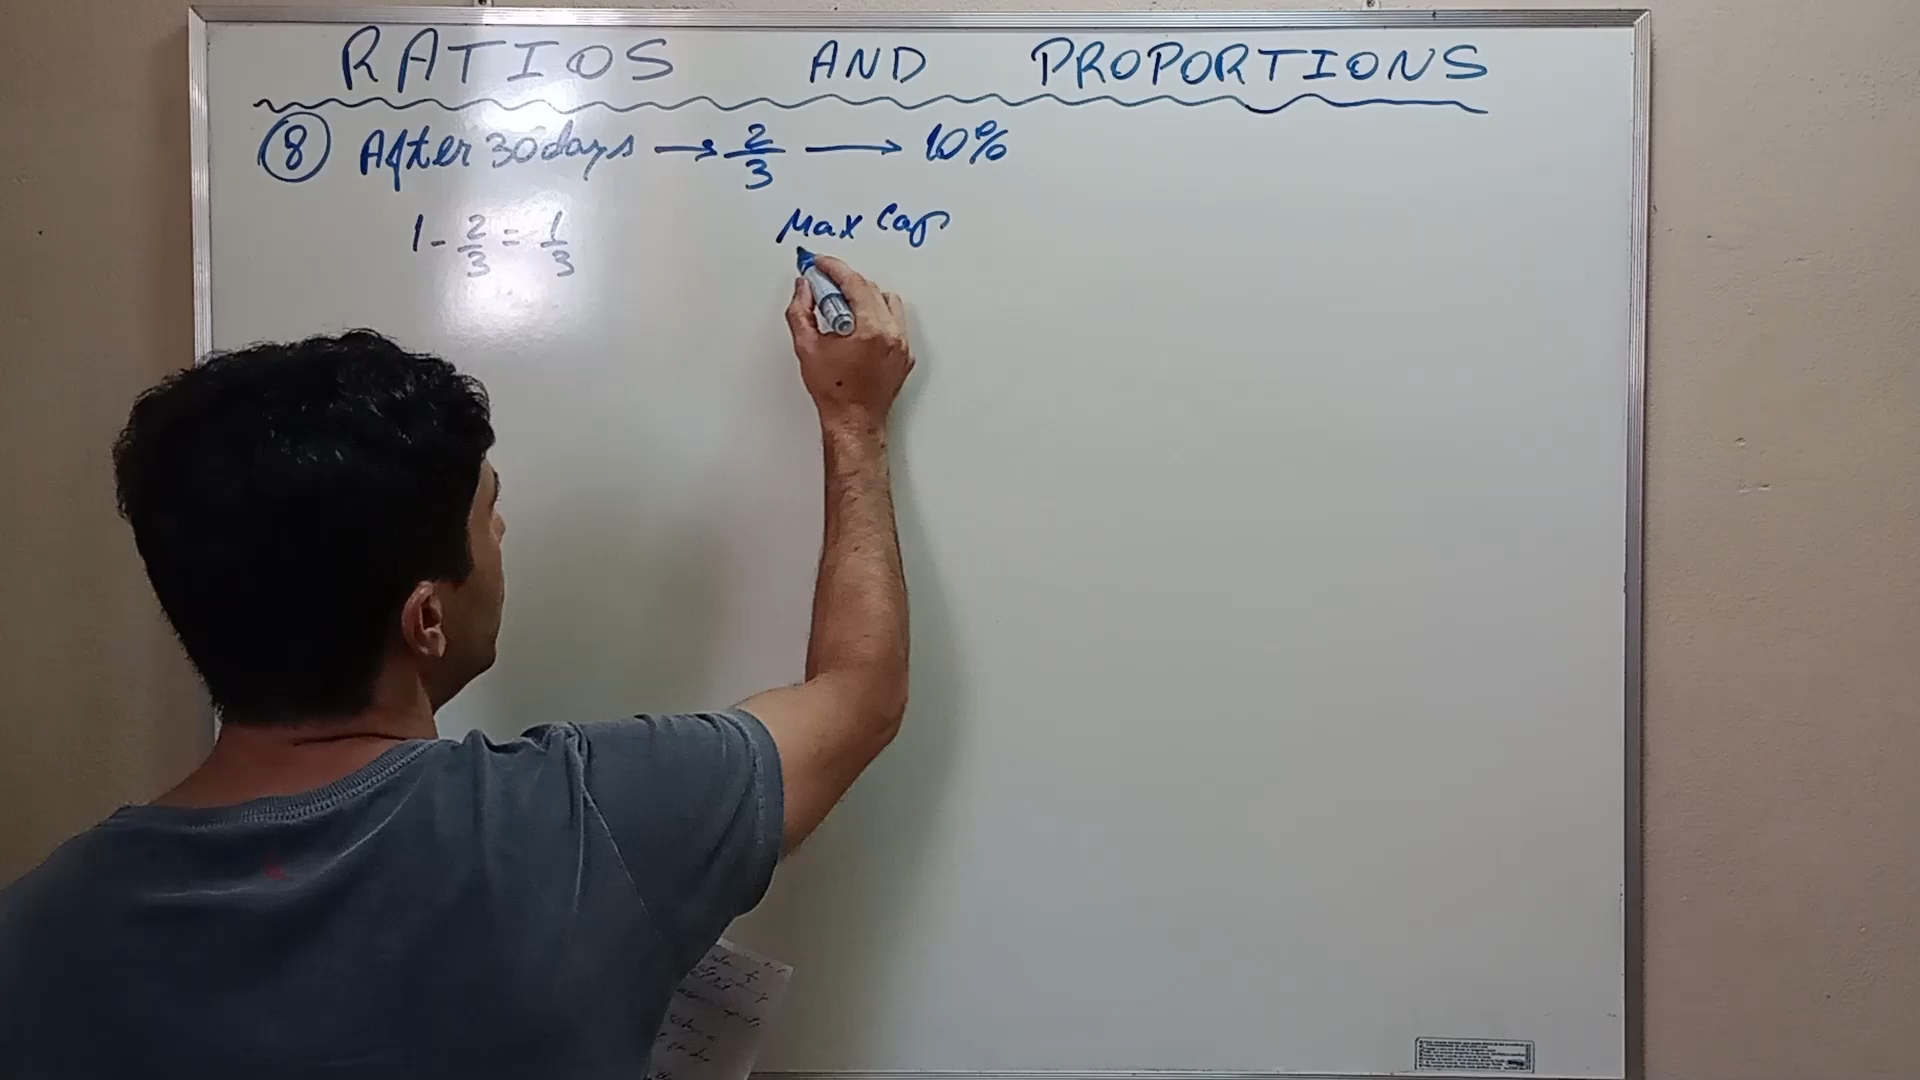 RATIOS AND PROPORTIONS
8 After 30 days → 2/3 → 10%
1 - 2/3 = 1/3
Max Cap